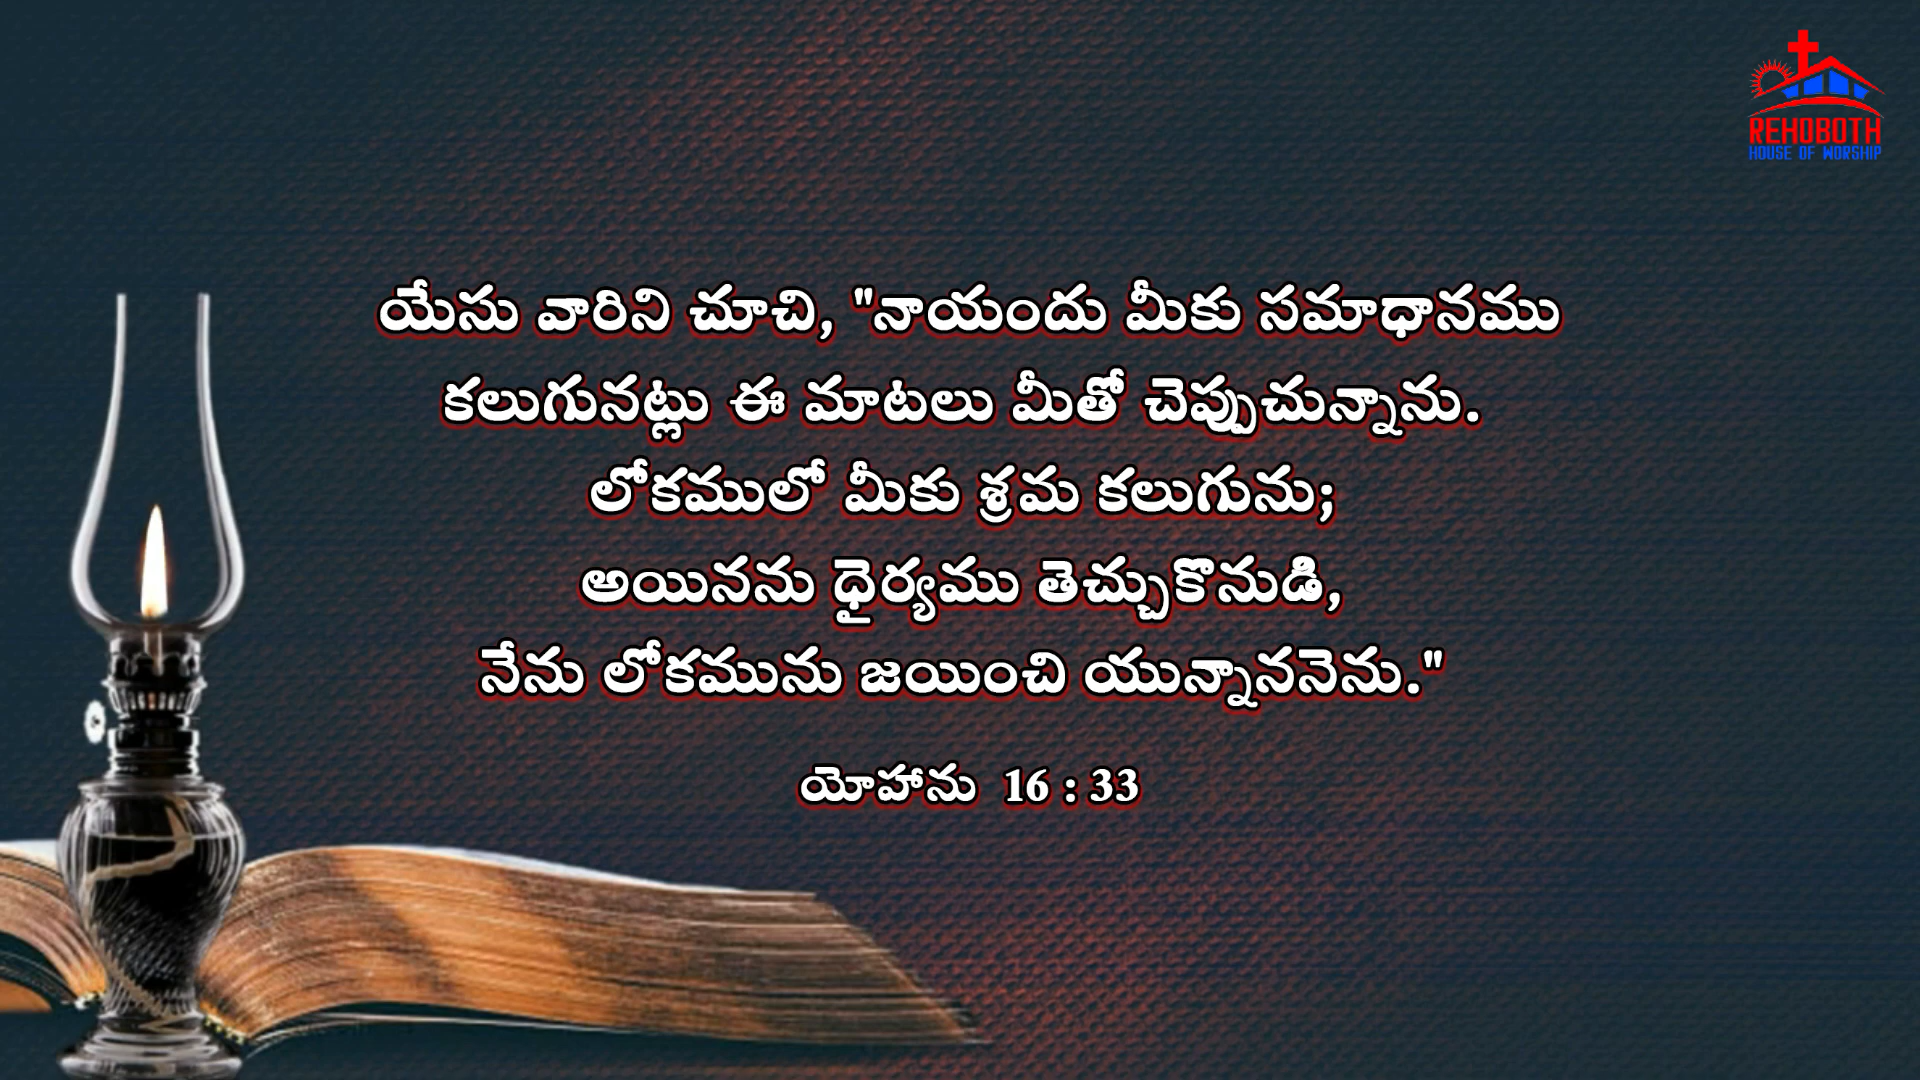 REHOBOTH
HOUSE OF WORSHIP
యేసు వారిని చూచి, "నాయందు మీకు సమాధానము
కలుగునట్లు ఈ మాటలు మీతో చెప్పుచున్నాను.
లోకములో మీకు శ్రమ కలుగును;
అయినను ధైర్యము తెచ్చుకొనుడి,
నేను లోకమును జయించి యున్నాననెను."
యోహాను 16 : 33